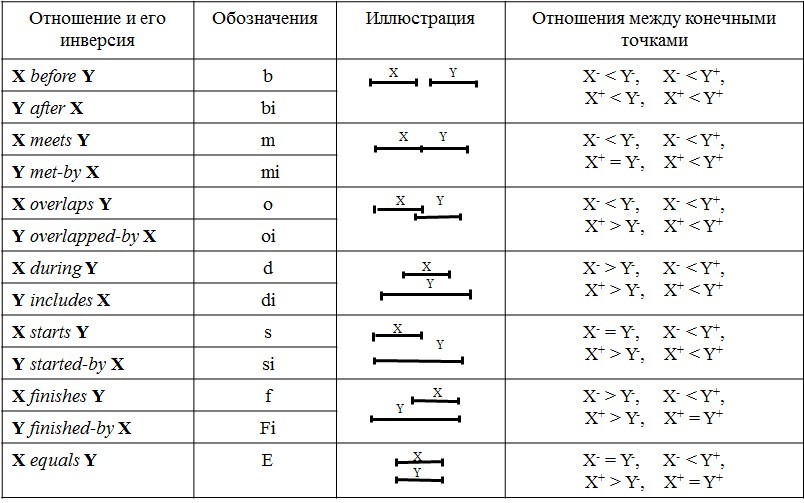 Отношение и его инверсия	Обозначения	Иллюстрация	Отношения между конечными точками
X before Y	b	X Y	X⁻ < Y⁻, X⁻ < Y⁺,
Y after X	bi	X⁺ < Y⁻, X⁺ < Y⁺
X meets Y	m	X Y	X⁻ < Y⁻, X⁻ < Y⁺,
Y met-by X	mi	X⁺ = Y⁻, X⁺ < Y⁺
X overlaps Y	o	X Y	X⁻ < Y⁻, X⁻ < Y⁺,
Y overlapped-by X	oi	X⁺ > Y⁻, X⁺ < Y⁺
X during Y	d	X	X⁻ > Y⁻, X⁻ < Y⁺,
Y includes X	di	Y	X⁺ > Y⁻, X⁺ < Y⁺
X starts Y	s	X	X⁻ = Y⁻, X⁻ < Y⁺,
Y started-by X	si	Y	X⁺ > Y⁻, X⁺ < Y⁺
X finishes Y	f	X	X⁻ > Y⁻, X⁻ < Y⁺,
Y finished-by X	Fi	Y	X⁺ > Y⁻, X⁺ = Y⁺
X equals Y	E	X	X⁻ = Y⁻, X⁻ < Y⁺,
Y	X⁺ > Y⁻, X⁺ = Y⁺